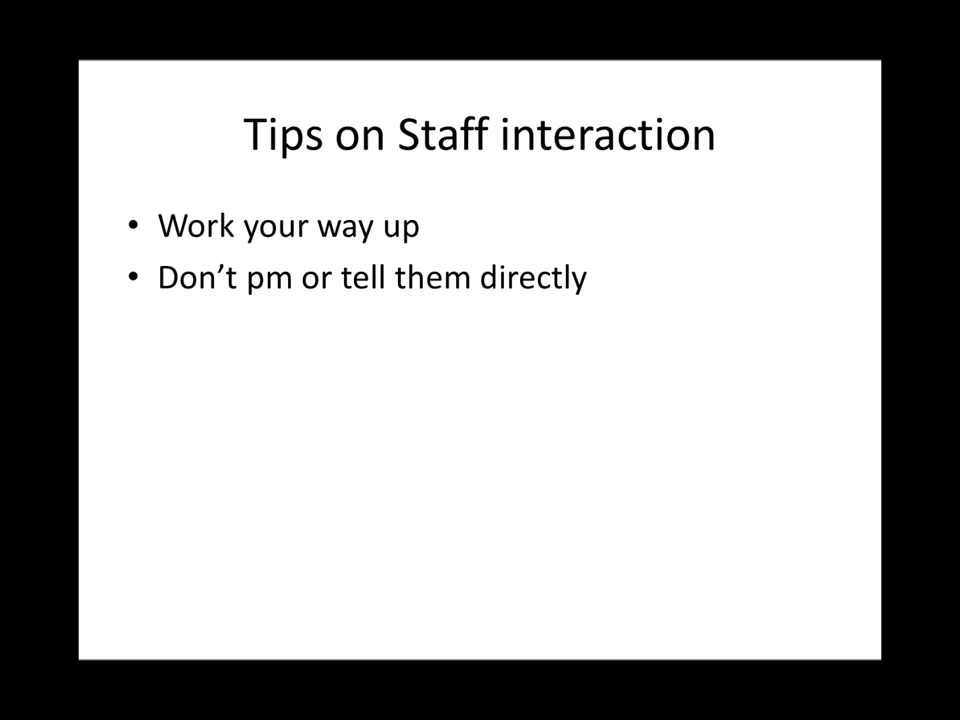 Tips on Staff interaction
• Work your way up
• Don’t pm or tell them directly